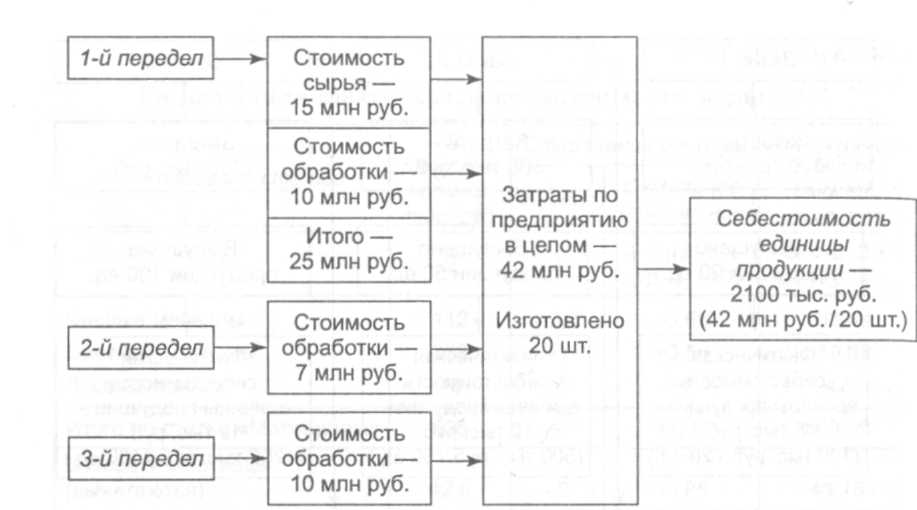 1-й передел
Стоимость
сырья —
15 млн руб.
Стоимость
обработки —
10 млн руб.
Итого —
25 млн руб.
2-й передел
Стоимость
обработки —
7 млн руб.
3-й передел
Стоимость
обработки —
10 млн руб.
Затраты по
предприятию
в целом —
42 млн руб.
Изготовлено
20 шт.
Себестоимость
единицы
продукции —
2100 тыс. руб.
(42 млн руб. / 20 шт.)